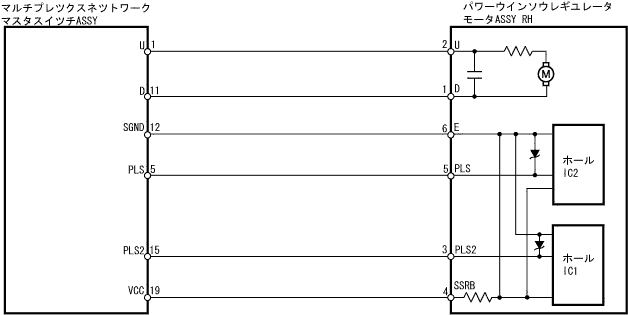 マルチプレックスネットワーク
マスタスイッチASSY
パワーウインソウレギュレータ
モータASSY RH
U 1
2 U
M
D 11
1 D
SGND 12
6 E
ホール
IC2
PLS 5
5 PLS
PLS2 15
3 PLS2
ホール
IC1
VCC 19
4 SSRB